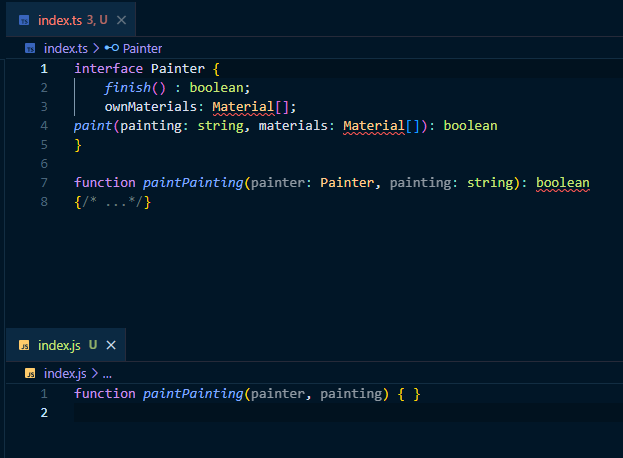 TS index.ts 3, U ×
TS index.ts > Painter
1 interface Painter {
2     finish() : boolean;
3     ownMaterials: Material[];
4 paint(painting: string, materials: Material[]): boolean
5 }
6
7 function paintPainting(painter: Painter, painting: string): boolean
8 {/* ...*/}
JS index.js U ×
JS index.js > ...
1 function paintPainting(painter, painting) { }
2